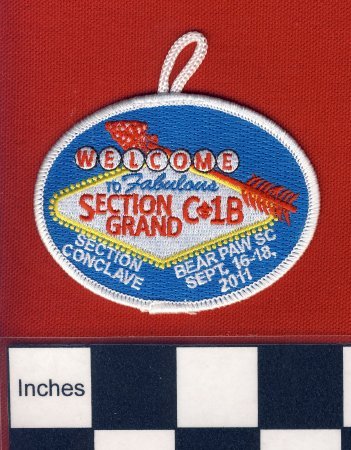 WELCOME
TO Fabulous
SECTION C♦1B
GRAND
SECTION
CONCLAVE
BEAR PAW SC
SEPT. 16-18,
2011
Inches